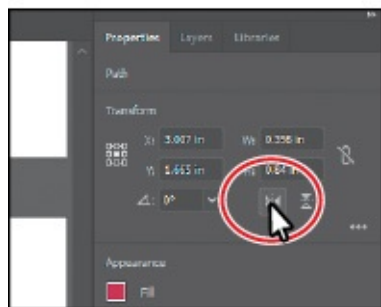 Properties Layers Libraries
Path
Transform
X: 3.007 in W: 0.336 in
Y: 1.665 in 0.64 in
0°
Appearance
Fill